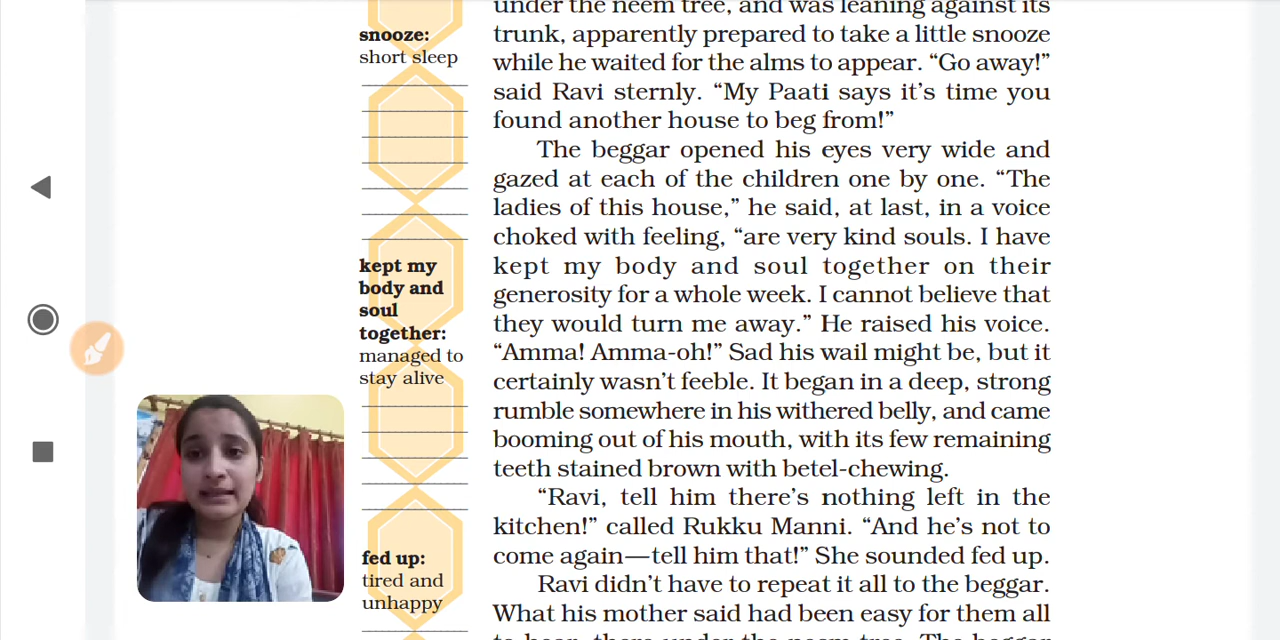 snooze:
short sleep
kept my
body and
soul
together:
managed to
stay alive
fed up:
tired and
unhappy
under the neem tree, and was leaning against its
trunk, apparently prepared to take a little snooze
while he waited for the alms to appear. “Go away!”
said Ravi sternly. “My Paati says it’s time you
found another house to beg from!”
The beggar opened his eyes very wide and
gazed at each of the children one by one. “The
ladies of this house,” he said, at last, in a voice
choked with feeling, “are very kind souls. I have
kept my body and soul together on their
generosity for a whole week. I cannot believe that
they would turn me away.” He raised his voice.
“Amma! Amma-oh!” Sad his wail might be, but it
certainly wasn’t feeble. It began in a deep, strong
rumble somewhere in his withered belly, and came
booming out of his mouth, with its few remaining
teeth stained brown with betel-chewing.
“Ravi, tell him there’s nothing left in the
kitchen!” called Rukku Manni. “And he’s not to
come again—tell him that!” She sounded fed up.
Ravi didn’t have to repeat it all to the beggar.
What his mother said had been easy for them all
to hear, there under the neem tree. The beggar